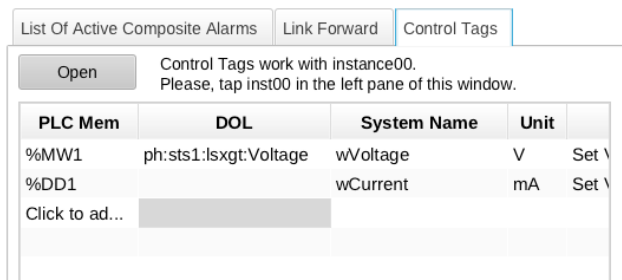 List Of Active Composite Alarms Link Forward Control Tags
Open
Control Tags work with instance00.
Please, tap inst00 in the left pane of this window.
PLC Mem DOL System Name Unit
%MW1 ph:sts1:lsxgt:Voltage wVoltage V Set
%DD1 wCurrent mA Set
Click to ad...